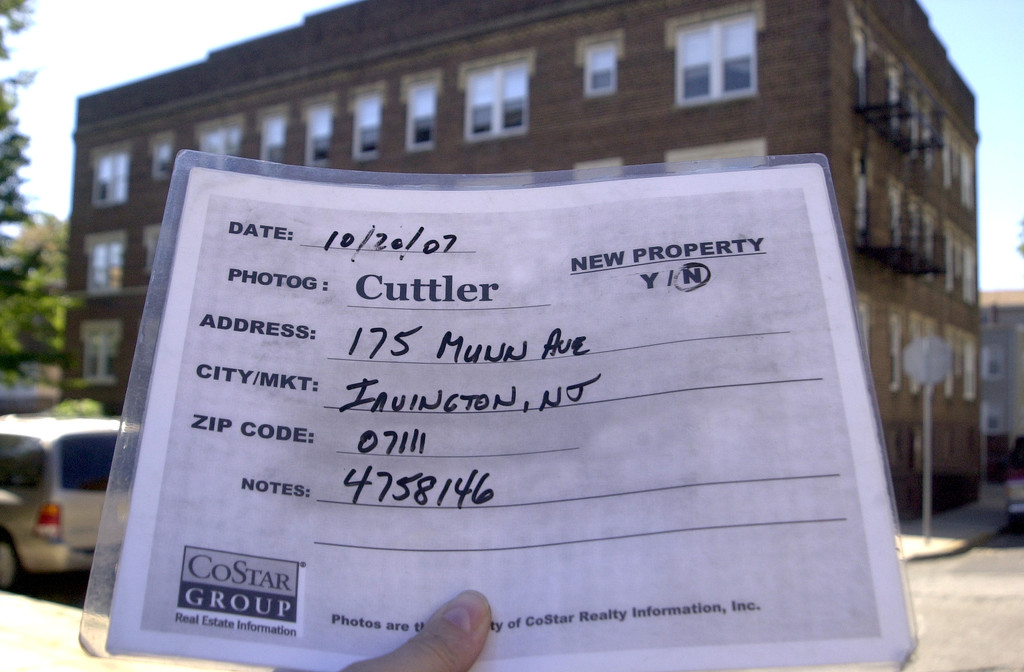 DATE: 10/20/07
NEW PROPERTY
Y / N
PHOTOG: Cuttler
ADDRESS: 175 MUNN AVE
CITY/MKT: IRVINGTON, NJ
ZIP CODE: 07111
NOTES: 4758146
COSTAR
GROUP
Real Estate Information
Photos are ty of CoStar Realty Information, Inc.